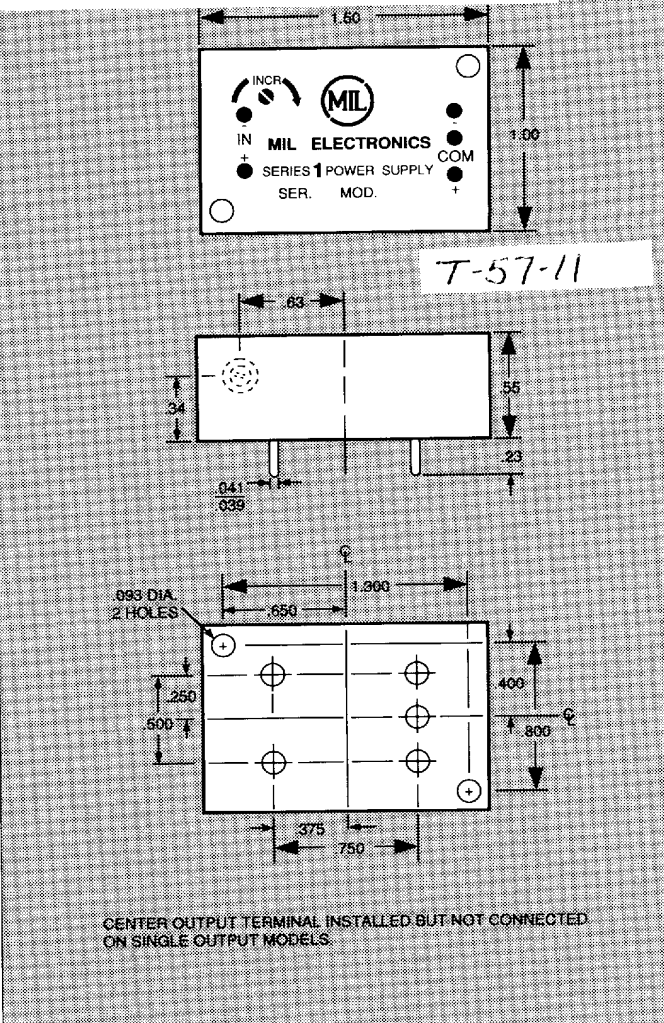 1.50
INCR
MIL
1.00
-
IN
+
-
COM
+
MIL ELECTRONICS
SERIES 1 POWER SUPPLY
SER. MOD.
T-57-11
.63
.34
.55
.23
.041
.039
℄
.093 DIA.
2 HOLES
1.300
.650
.250
.500
.400
.800
℄
.375
.750
CENTER OUTPUT TERMINAL INSTALLED BUT NOT CONNECTED
ON SINGLE OUTPUT MODELS